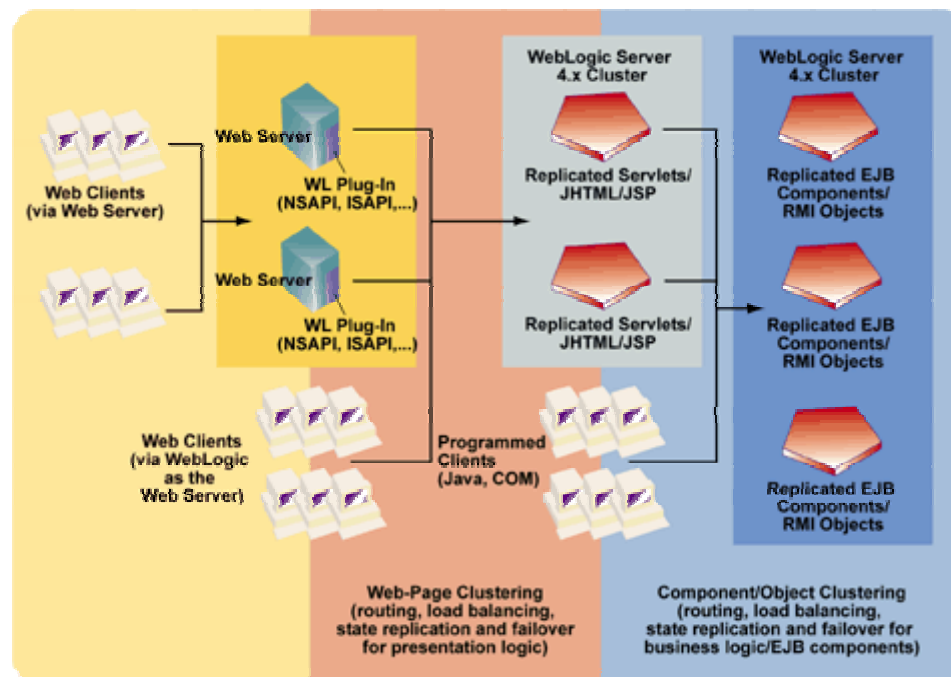 Web Clients
(via Web Server)
Web Server
WL Plug-In
(NSAPI, ISAPI,...)
Web Server
WL Plug-In
(NSAPI, ISAPI,...)
Web Clients
(via WebLogic
as the
Web Server)
WebLogic Server
4.x Cluster
Replicated Servlets/
JHTML/JSP
Replicated Servlets/
JHTML/JSP
Programmed
Clients
(Java, COM)
WebLogic Server
4.x Cluster
Replicated EJB
Components/
RMI Objects
Replicated EJB
Components/
RMI Objects
Replicated EJB
Components/
RMI Objects
Web-Page Clustering
(routing, load balancing,
state replication and failover
for presentation logic)
Component/Object Clustering
(routing, load balancing,
state replication and failover for
business logic/EJB components)